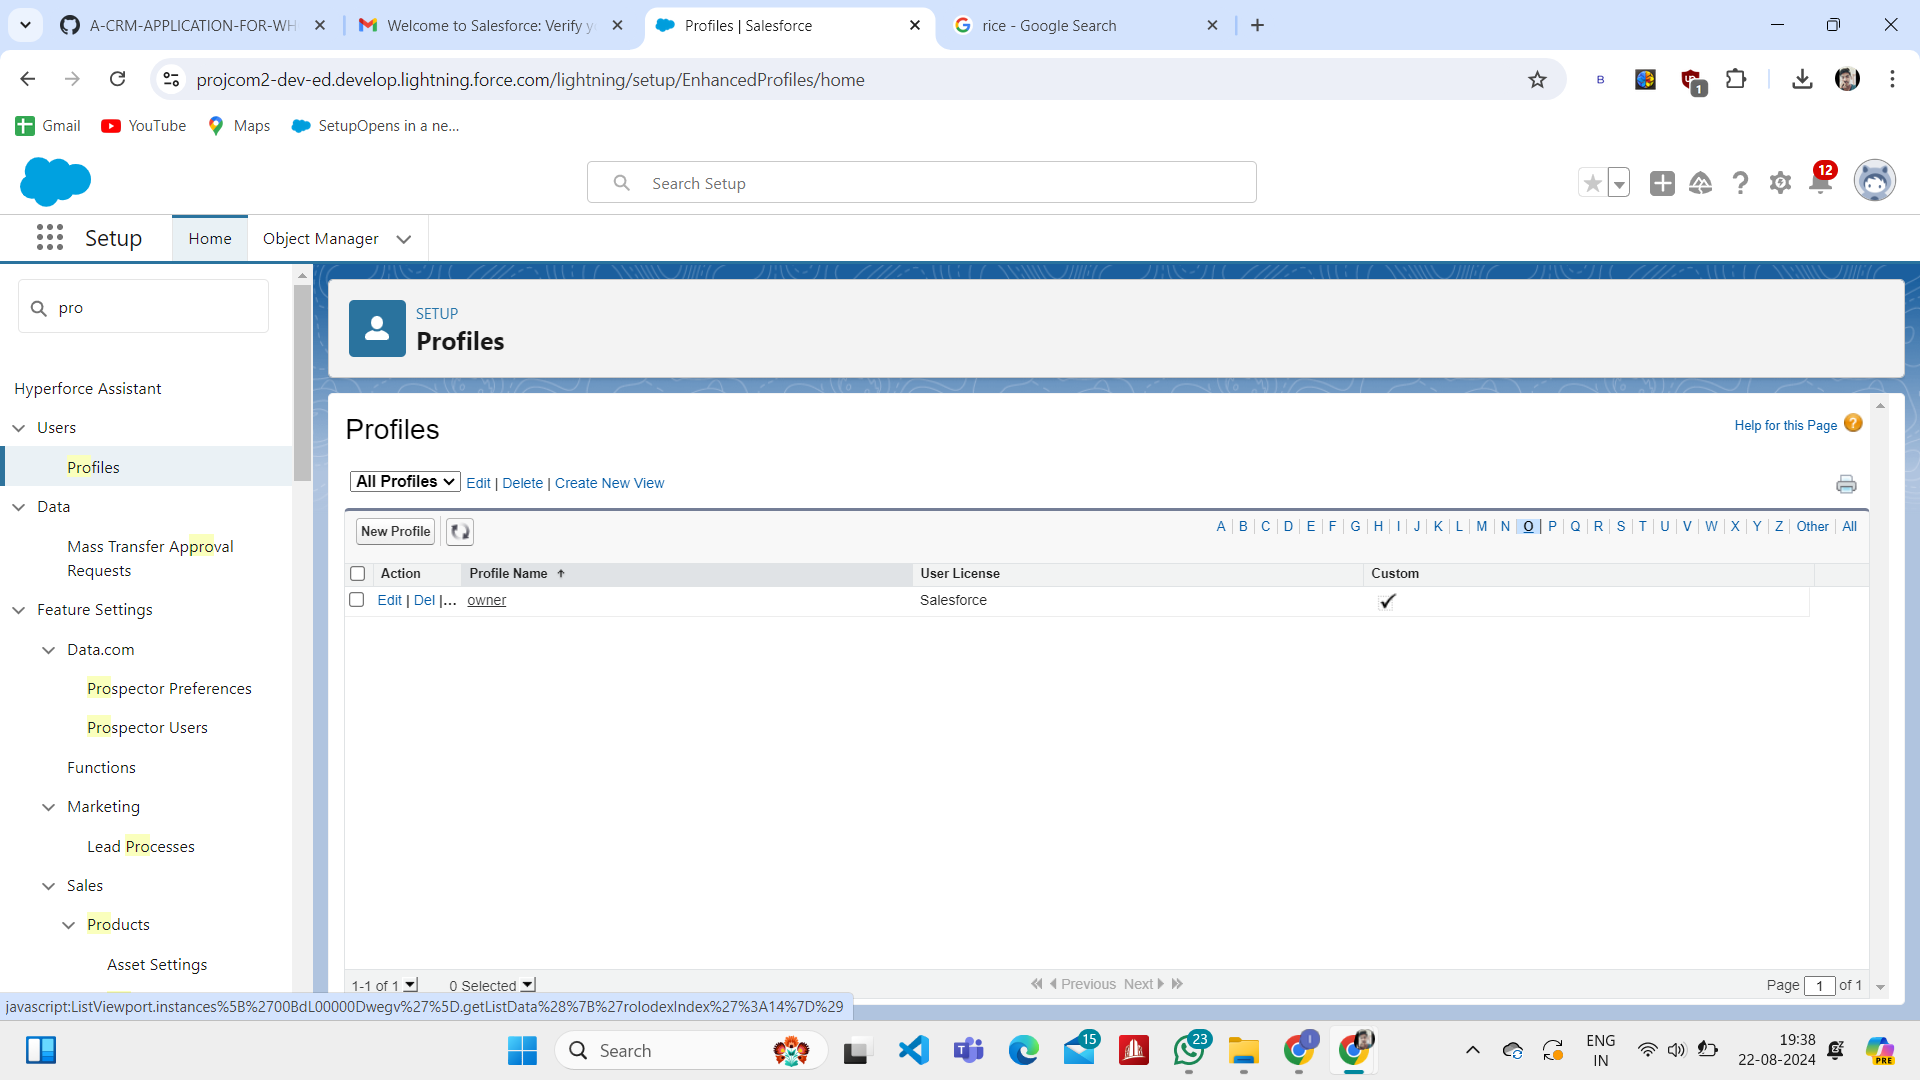 A-CRM-APPLICATION-FOR-WH
Welcome to Salesforce: Verify y
Profiles | Salesforce
rice - Google Search
projcom2-dev-ed.develop.lightning.force.com/lightning/setup/EnhancedProfiles/home
B
1
Gmail
YouTube
Maps
SetupOpens in a ne...
Search Setup
12
Setup
Home
Object Manager
pro
Hyperforce Assistant
Users
Profiles
Data
Mass Transfer Approval
Requests
Feature Settings
Data.com
Prospector Preferences
Prospector Users
Functions
Marketing
Lead Processes
Sales
Products
Asset Settings
SETUP
Profiles
Profiles
Help for this Page
All Profiles Edit | Delete | Create New View
New Profile
A B C D E F G H I J K L M N O P Q R S T U V W X Y Z Other All
Action Profile Name User License Custom
Edit | Del |... owner Salesforce
1-1 of 1 0 Selected Previous Next Page 1 of 1
javascript:ListViewport.instances%5B%2700BdL00000Dwegv%27%5D.getListData%28%7B%27rolodexIndex%27%3A14%7D%29
Search
15
23
ENG
IN
19:38
22-08-2024
PRE